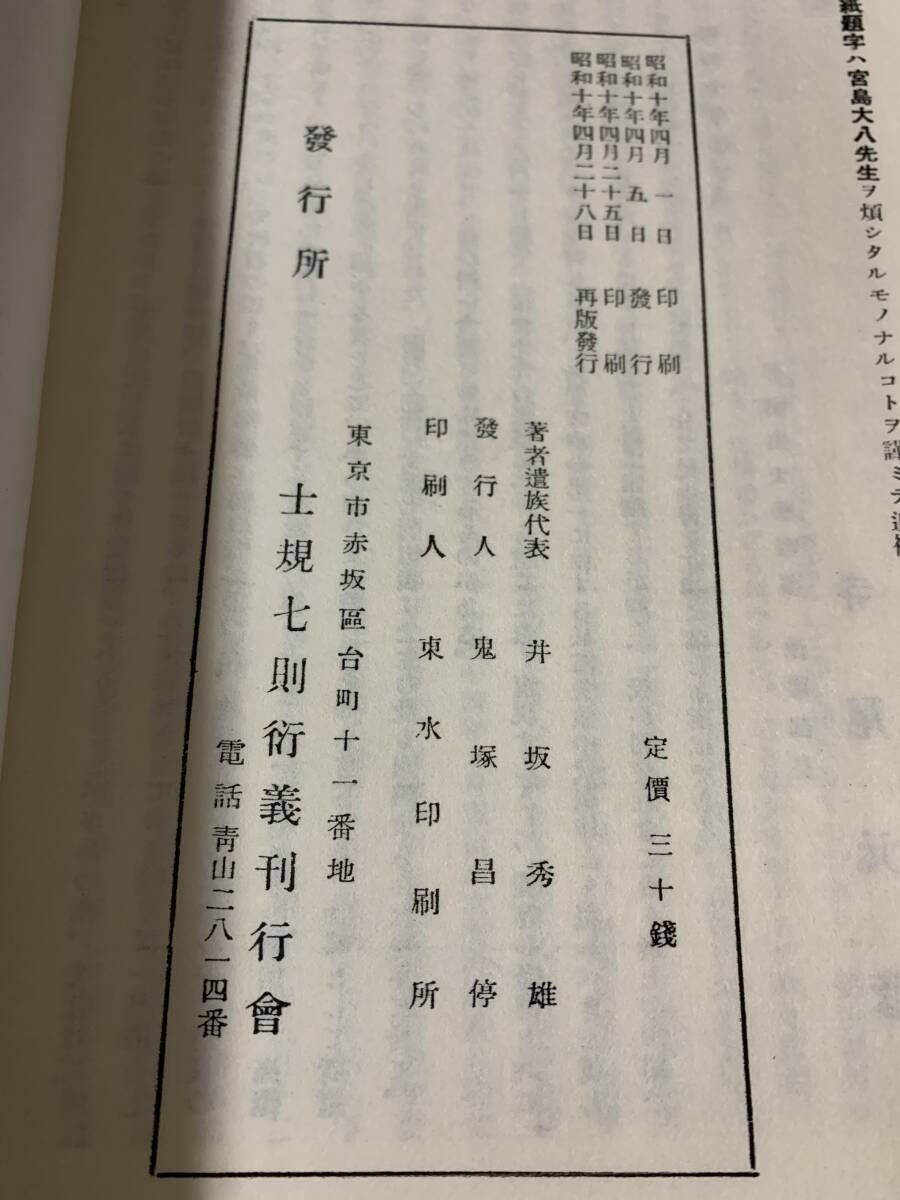 紙題字ハ宮島大八先生ヲ煩シタルモノナルコトヲ謹ミテ
昭和十年四月一日印刷
昭和十年四月五日發行
昭和十年四月二十五日印刷
昭和十年四月二十八日再版發行
定價三十錢
著者遺族代表 井坂秀雄
發行人 鬼塚昌停
印刷人 東水印刷所
東京市赤坂區台町十一番地
發行所 士規七則衍義刊行會
電話青山二八一四番